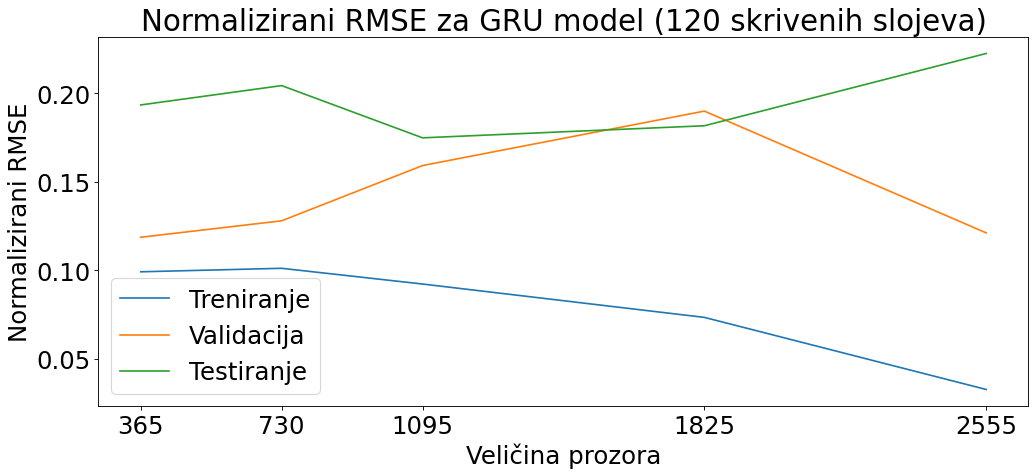 Normalizirani RMSE za GRU model (120 skrivenih slojeva)
Normalizirani RMSE
0.20
0.15
0.10
0.05
Treniranje
Validacija
Testiranje
365 730 1095 1825 2555
Veličina prozora